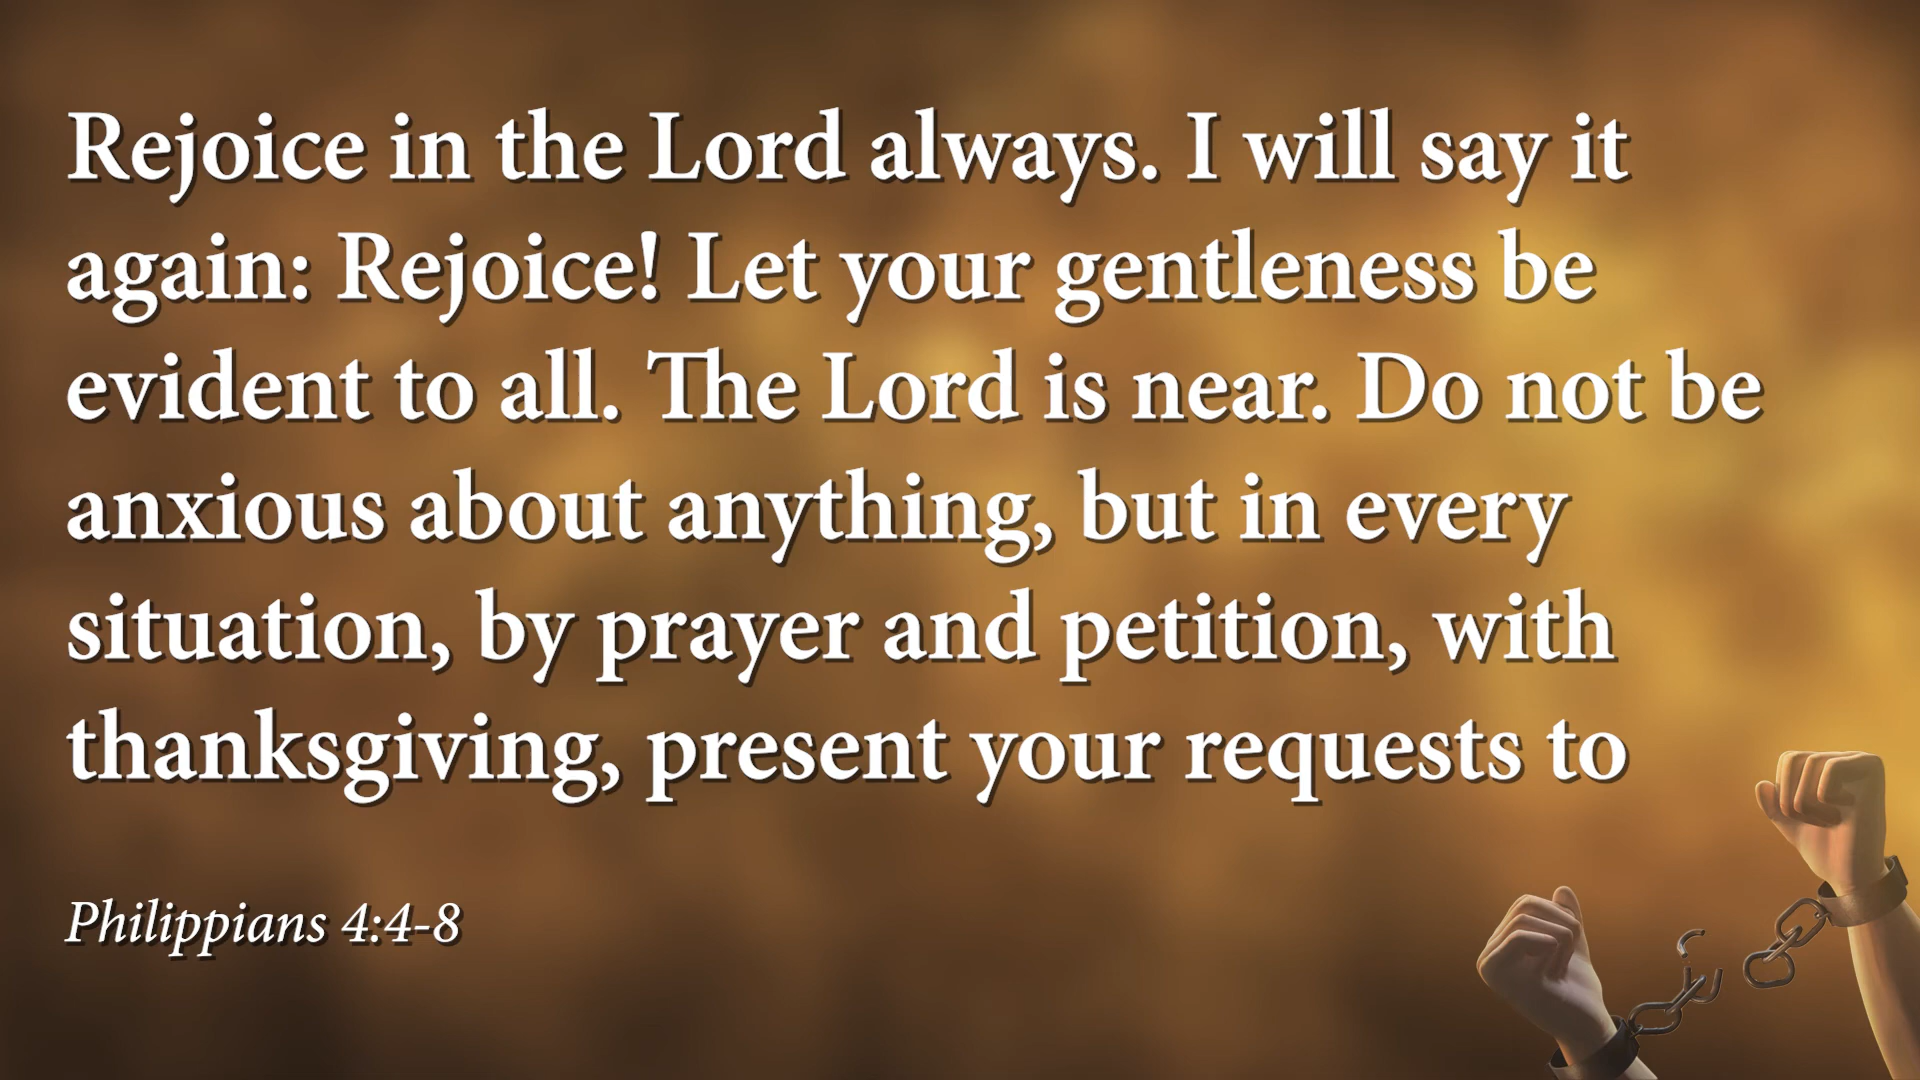 Rejoice in the Lord always. I will say it
again: Rejoice! Let your gentleness be
evident to all. The Lord is near. Do not be
anxious about anything, but in every
situation, by prayer and petition, with
thanksgiving, present your requests to
Philippians 4:4-8